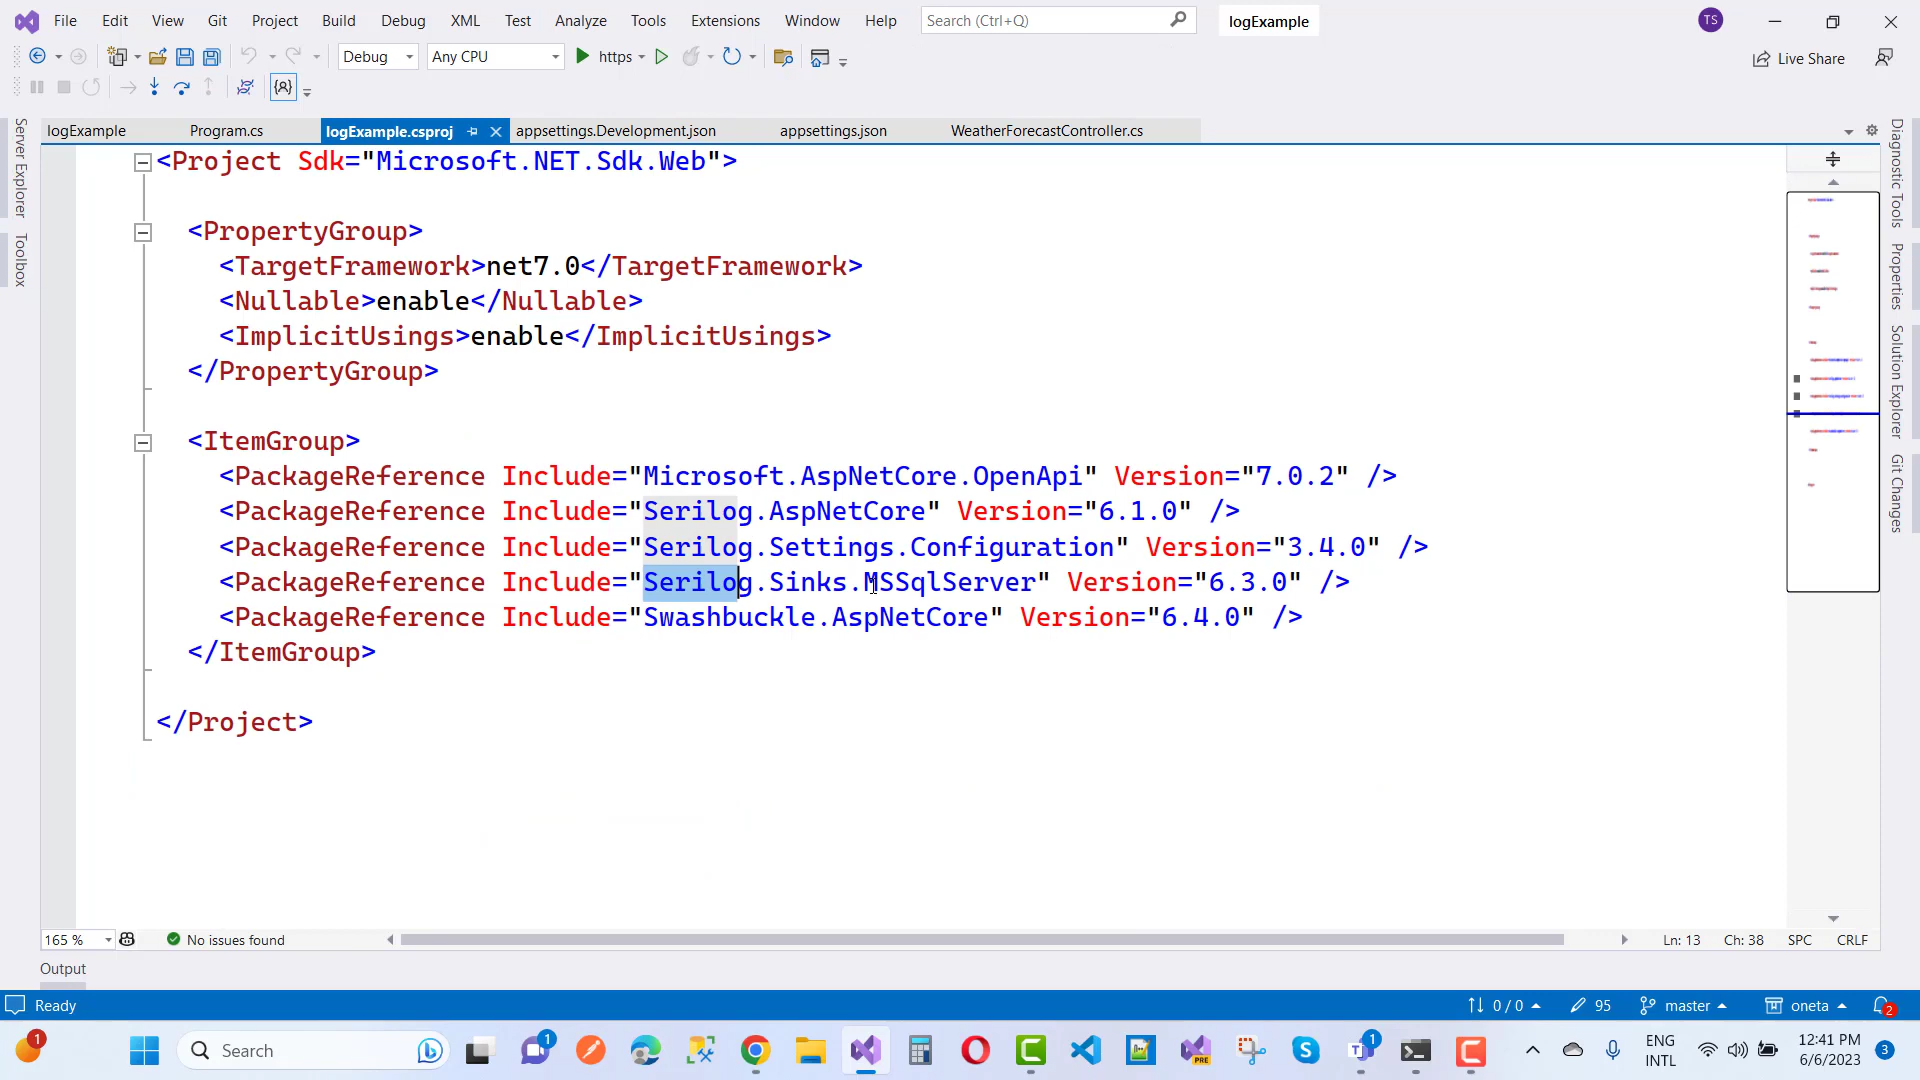 File Edit View Git Project Build Debug XML Test Analyze Tools Extensions Window Help Search (Ctrl+Q) logExample TS
Debug Any CPU https Live Share
logExample Program.cs logExample.csproj appsettings.Development.json appsettings.json WeatherForecastController.cs
Server Explorer
Toolbox
<Project Sdk="Microsoft.NET.Sdk.Web">
<PropertyGroup>
<TargetFramework>net7.0</TargetFramework>
<Nullable>enable</Nullable>
<ImplicitUsings>enable</ImplicitUsings>
</PropertyGroup>
<ItemGroup>
<PackageReference Include="Microsoft.AspNetCore.OpenApi" Version="7.0.2" />
<PackageReference Include="Serilog.AspNetCore" Version="6.1.0" />
<PackageReference Include="Serilog.Settings.Configuration" Version="3.4.0" />
<PackageReference Include="Serilog.Sinks.MSSqlServer" Version="6.3.0" />
<PackageReference Include="Swashbuckle.AspNetCore" Version="6.4.0" />
</ItemGroup>
</Project>
Diagnostic Tools
Properties
Solution Explorer
Git Changes
165 % No issues found Ln: 13 Ch: 38 SPC CRLF
Output
Ready 0 / 0 95 master oneta 2
1 Search 1 PRE 1 ENG 12:41 PM
INTL 6/6/2023 3